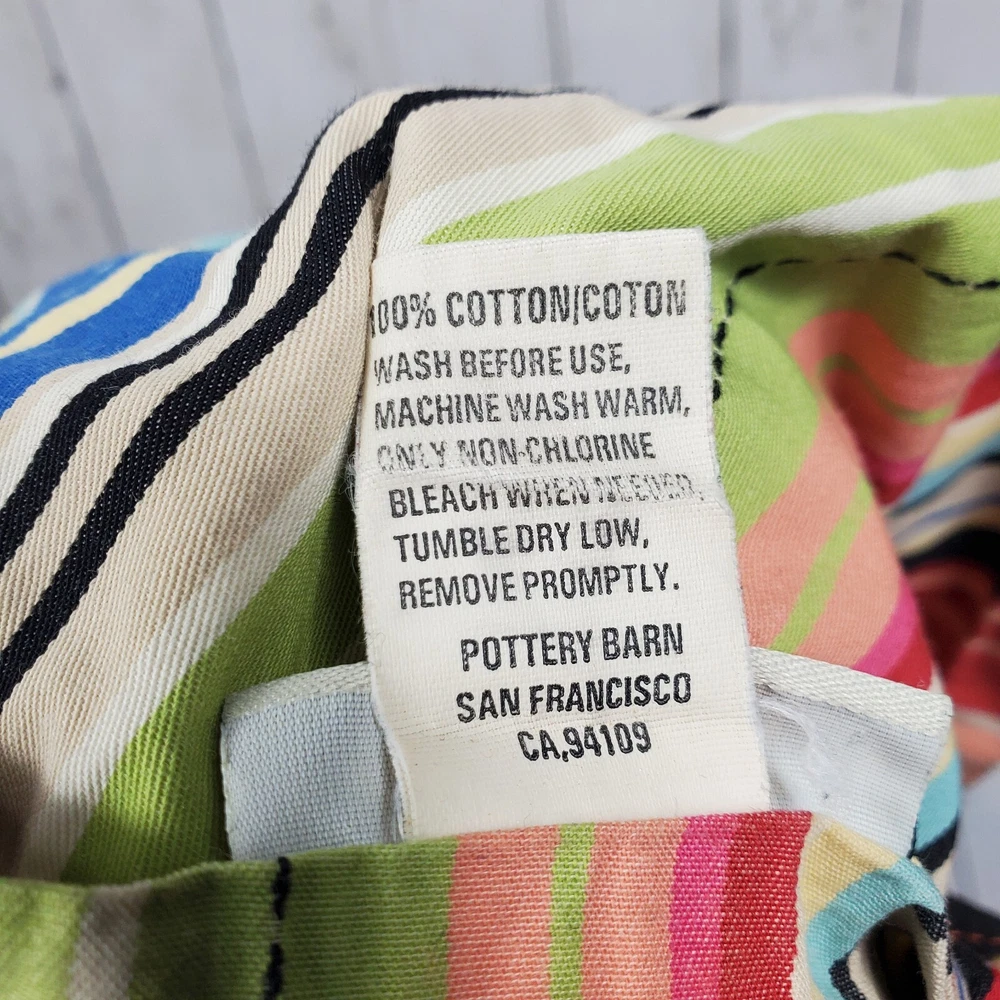 100% COTTON/COTON
WASH BEFORE USE,
MACHINE WASH WARM,
ONLY NON-CHLORINE
BLEACH WHEN NEEDED,
TUMBLE DRY LOW,
REMOVE PROMPTLY.
POTTERY BARN
SAN FRANCISCO
CA,94109